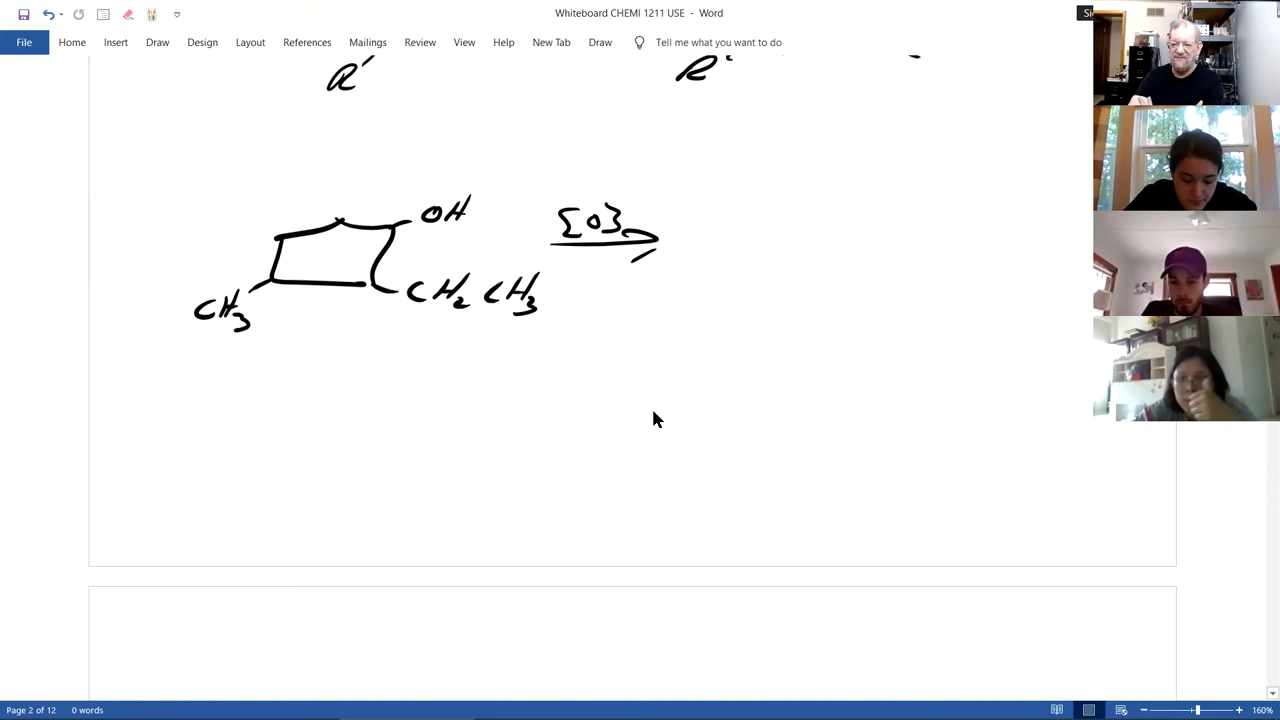 Whiteboard CHEMI 1211 USE - Word
File Home Insert Draw Design Layout References Mailings Review View Help New Tab Draw Tell me what you want to do
R' R'
OH [O]
CH3 CH2 CH3
Page 2 of 12 0 words 160%